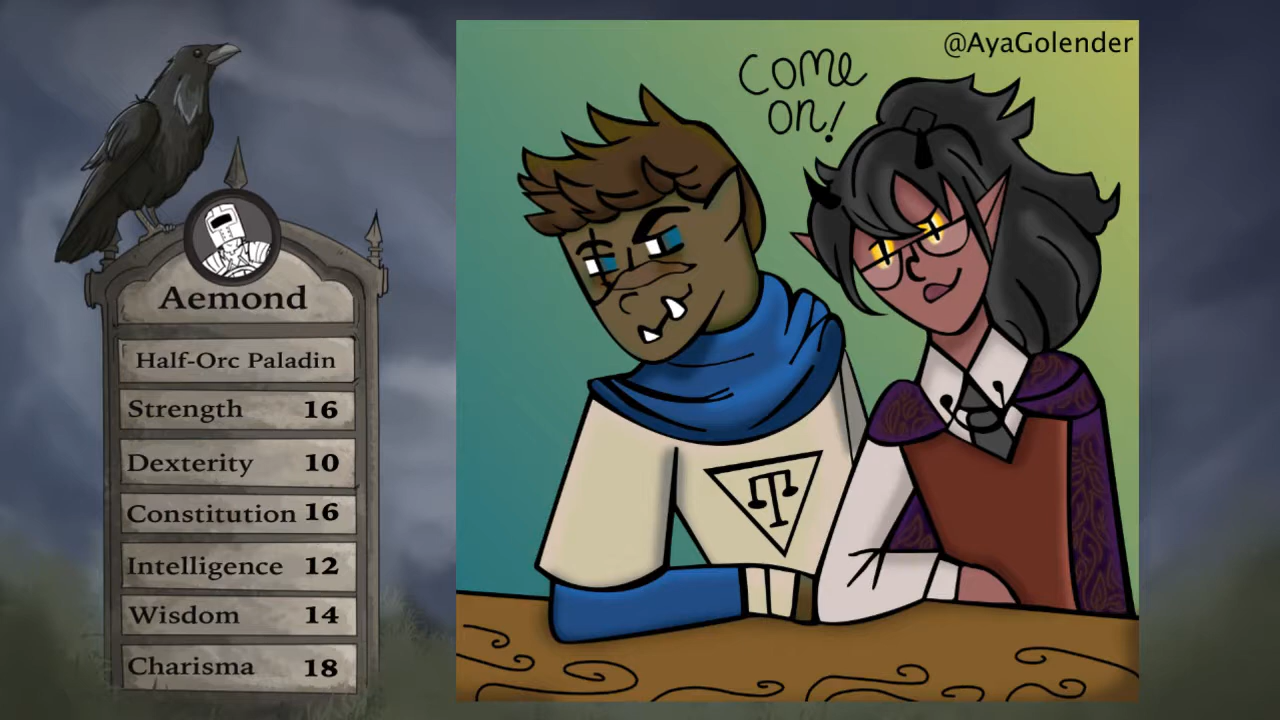 Aemond
Half-Orc Paladin
Strength 16
Dexterity 10
Constitution 16
Intelligence 12
Wisdom 14
Charisma 18
@AyaGolender
Come
on!